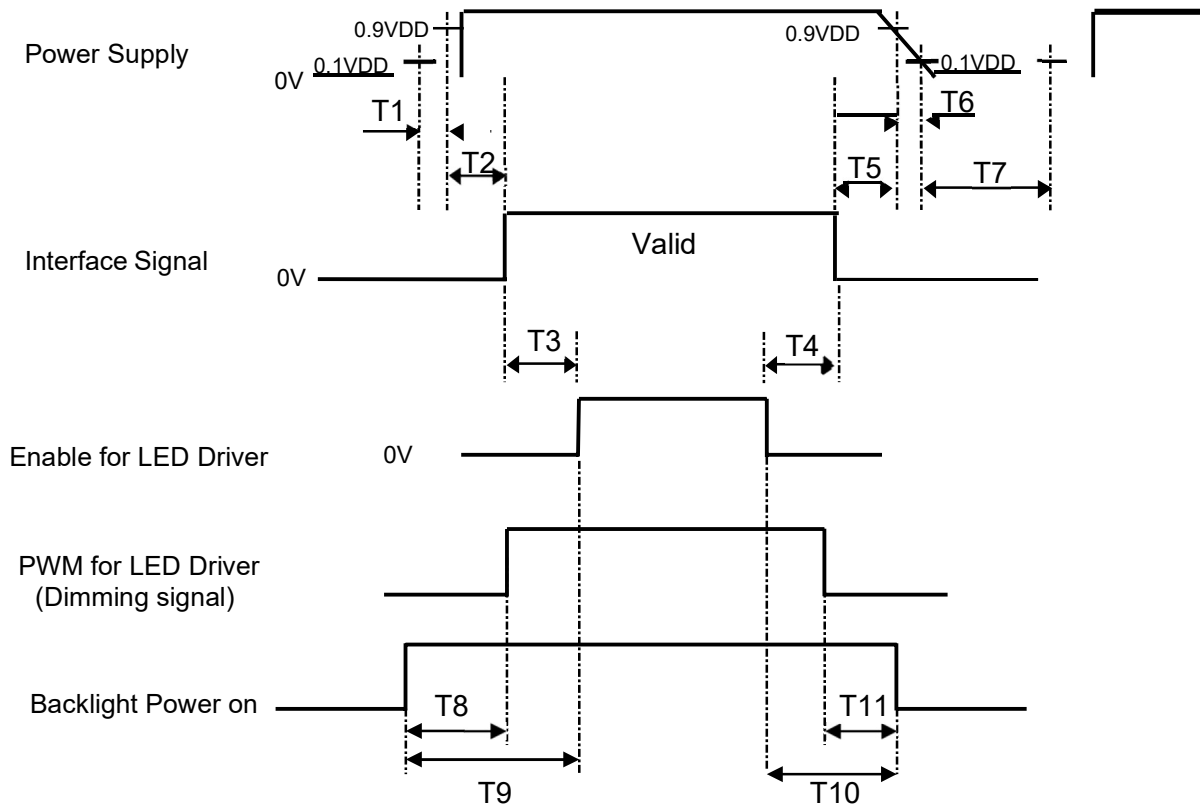 0.9VDD
0.9VDD
Power Supply
0V
0.1VDD
0.1VDD
T1
T6
T2
T5
T7
Valid
Interface Signal
0V
T3
T4
Enable for LED Driver
0V
PWM for LED Driver
(Dimming signal)
Backlight Power on
T8
T11
T9
T10